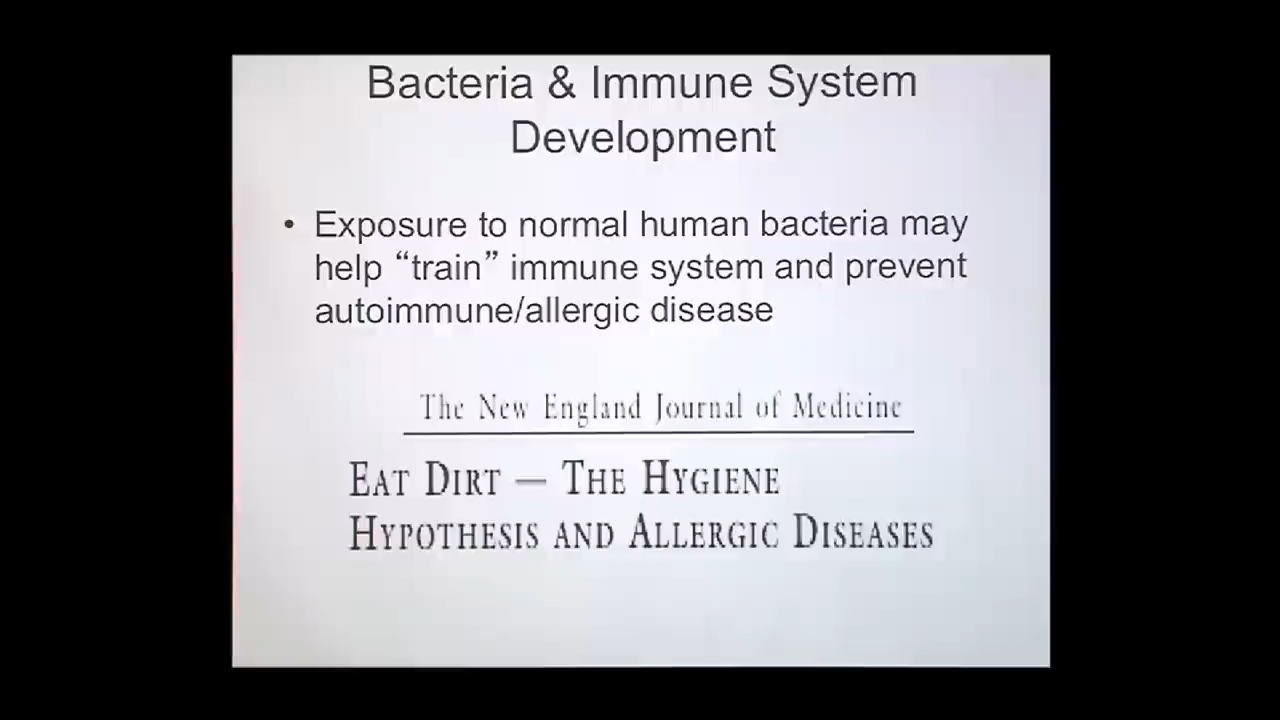 Bacteria & Immune System
Development
• Exposure to normal human bacteria may
help “train” immune system and prevent
autoimmune/allergic disease
The New England Journal of Medicine
EAT DIRT — THE HYGIENE
HYPOTHESIS AND ALLERGIC DISEASES